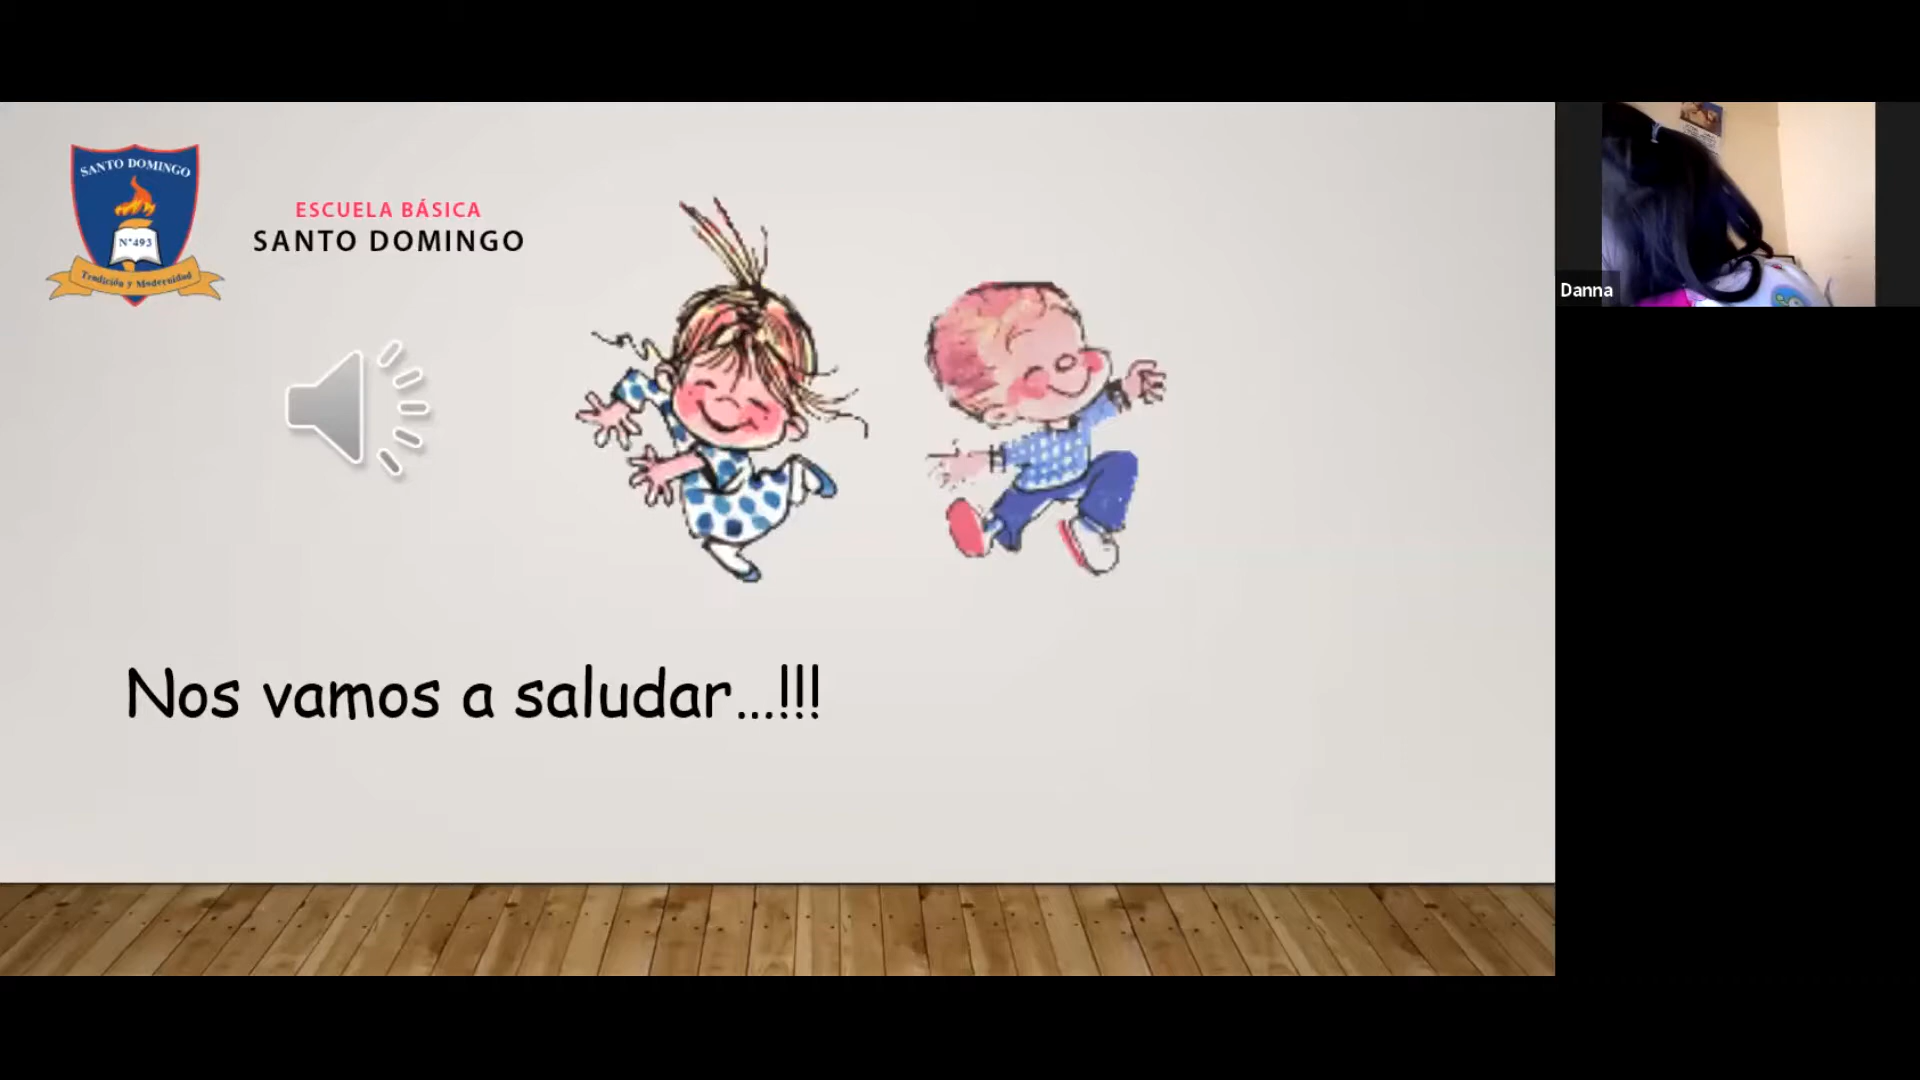 SANTO DOMINGO
N°493
Tradición y Modernidad
ESCUELA BÁSICA
SANTO DOMINGO
Nos vamos a saludar...!!!
Danna